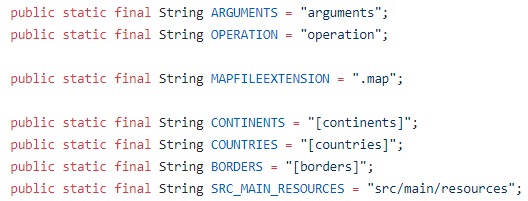 public static final String ARGUMENTS = "arguments";
public static final String OPERATION = "operation";
public static final String MAPFILEEXTENSION = ".map";
public static final String CONTINENTS = "[continents]";
public static final String COUNTRIES = "[countries]";
public static final String BORDERS = "[borders]";
public static final String SRC_MAIN_RESOURCES = "src/main/resources";